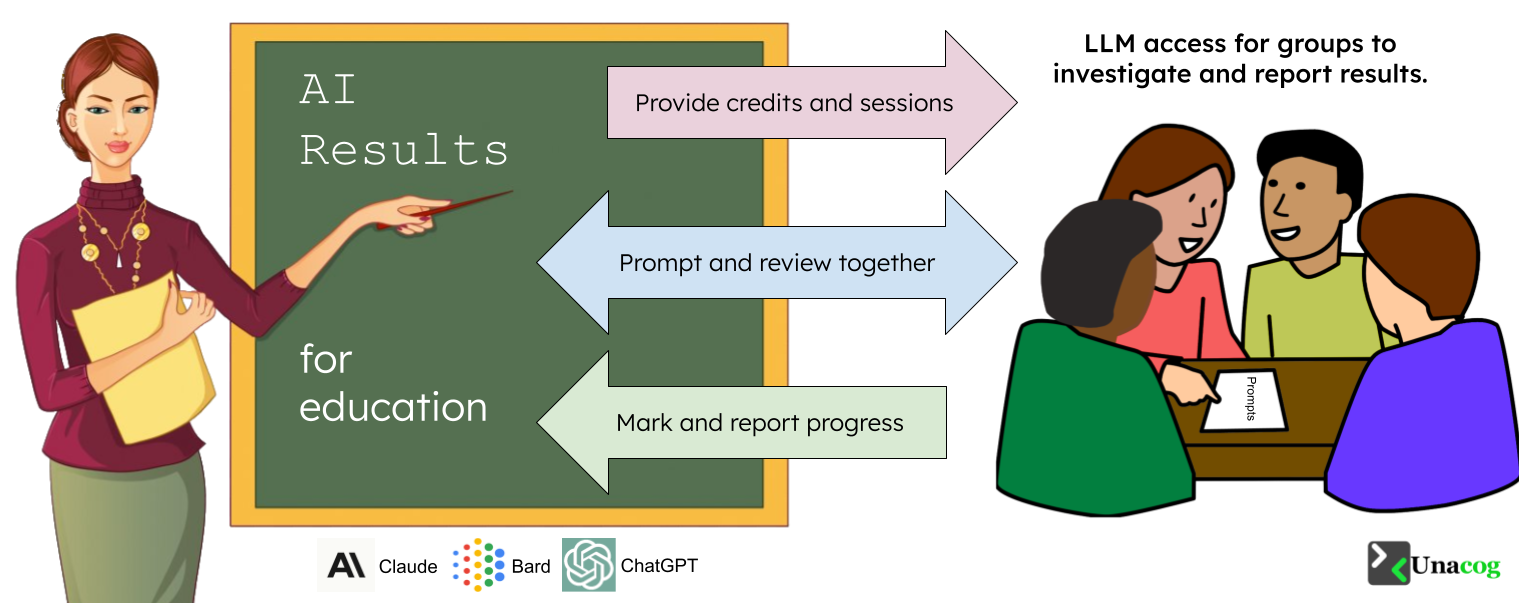 AI
Results
for
education
Provide credits and sessions
Prompt and review together
Mark and report progress
LLM access for groups to
investigate and report results.
Prompts
Claude
Bard
ChatGPT
Unacog